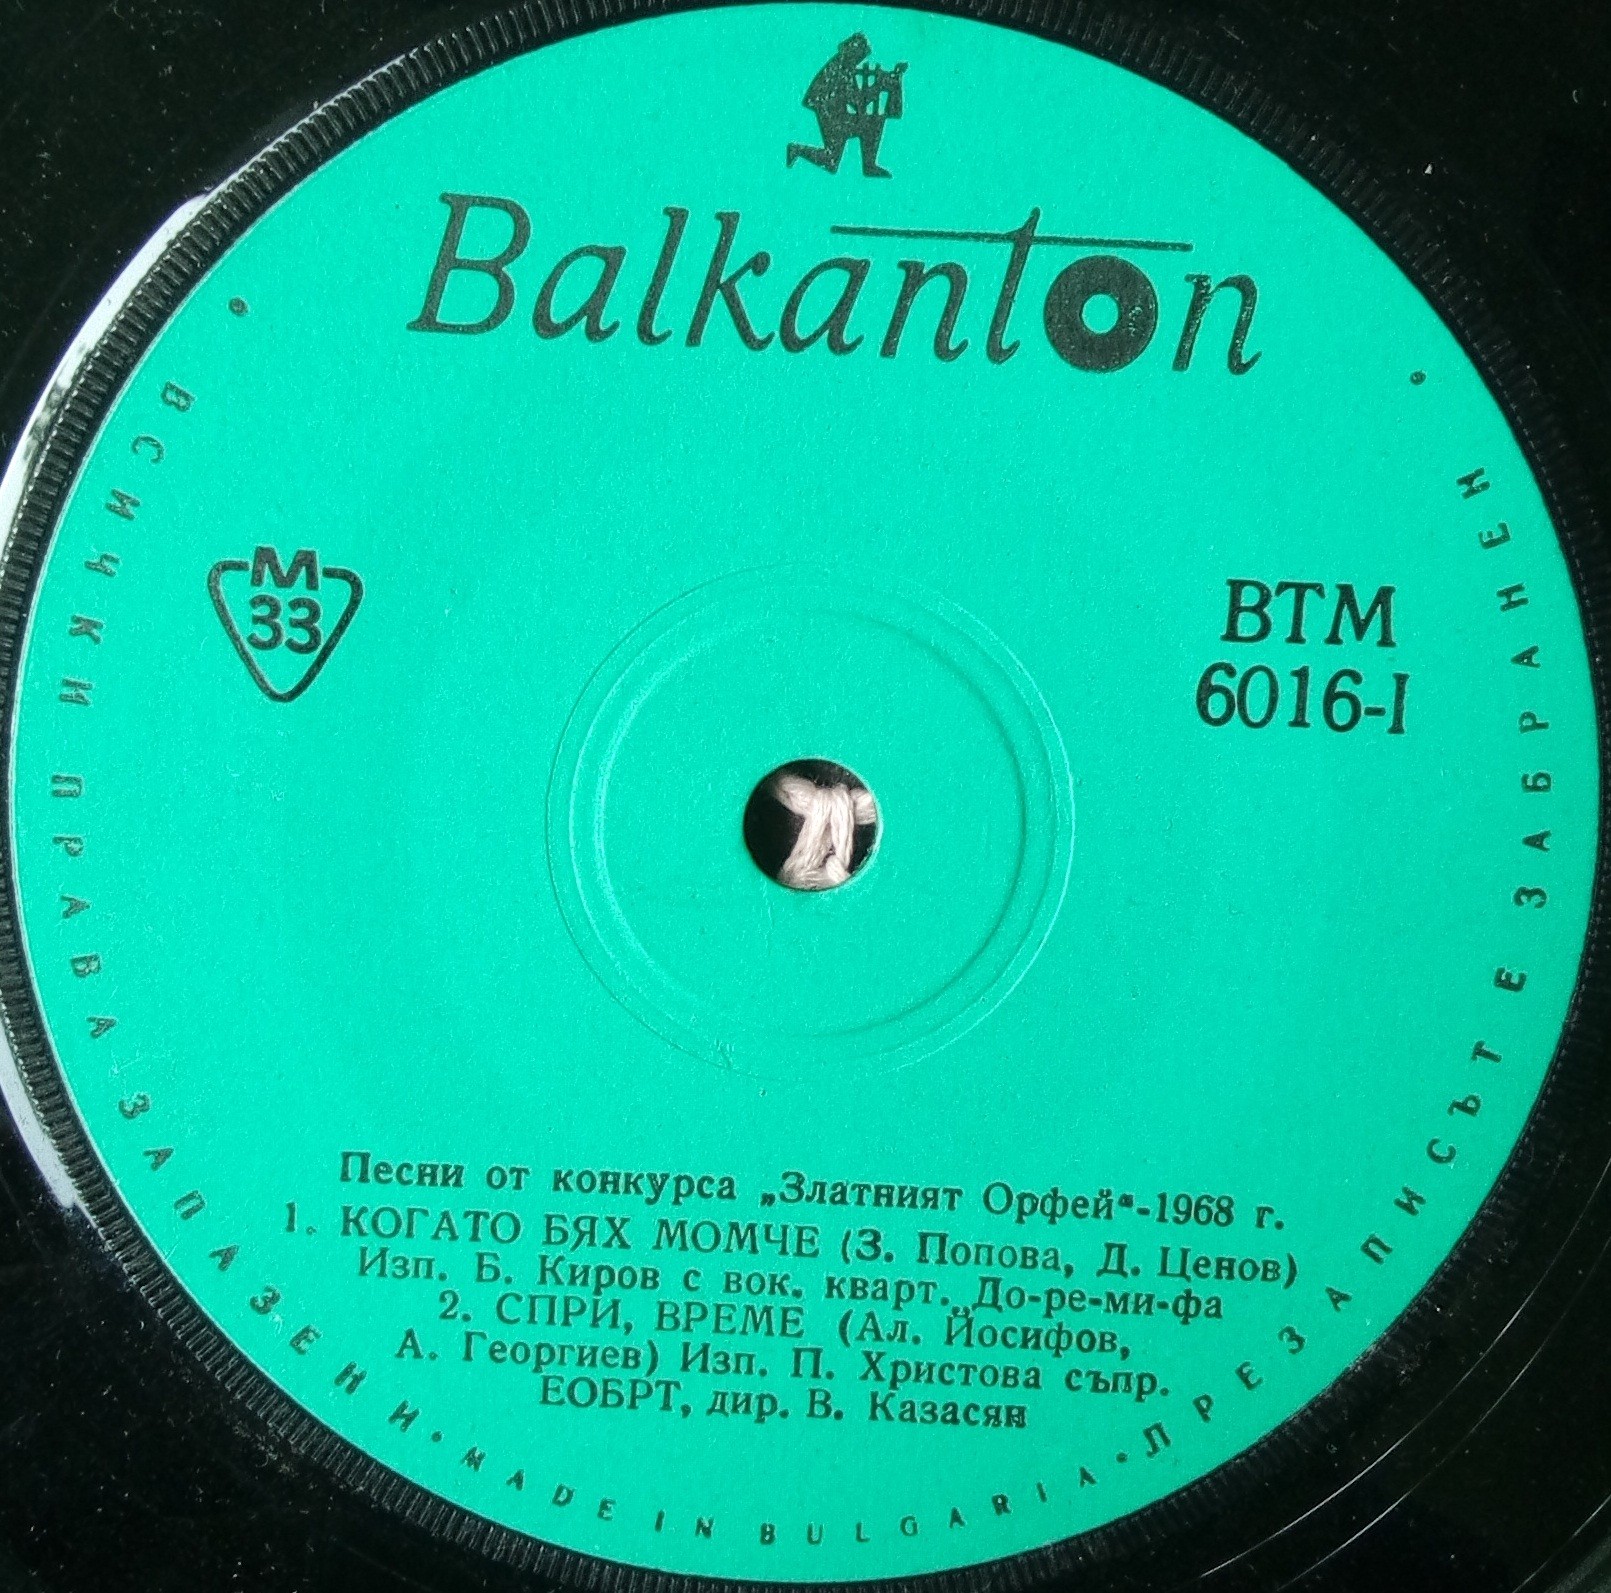 Balkanton
М
33
ВТМ
6016-I
Песни от конкурса „Златният Орфей“-1968 г.
1. КОГАТО БЯХ МОМЧЕ (З. Попова, Д. Ценов)
Изп. Б. Киров с вок. кварт. „До-ре-ми-фа
2. СПРИ, ВРЕМЕ (Ал. Йосифов,
А. Георгиев) Изп. П. Христова съпр.
ЕОБРТ, дир. В. Казасян
• ВСИЧКИ ПРАВА ЗАПАЗЕНИ • MADE IN BULGARIA • ПРЕЗАПИСЪТ Е ЗАБРАНЕН •